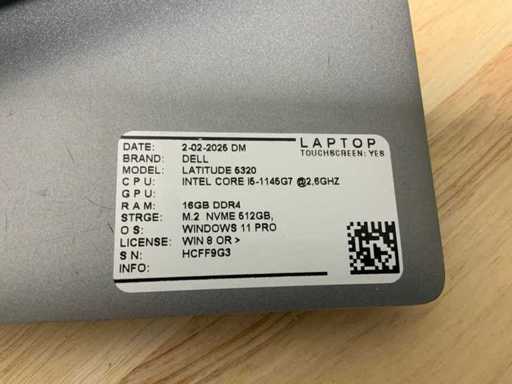 LAPTOP
TOUCHSCREEN: YES
DATE: 2-02-2025 DM
BRAND: DELL
MODEL: LATITUDE 5320
CPU: INTEL CORE I5-1145G7 @2.6GHZ
GPU:
RAM: 16GB DDR4
STRGE: M.2 NVME 512GB,
OS: WINDOWS 11 PRO
LICENSE: WIN 8 OR >
SN: HCFF9G3
INFO: